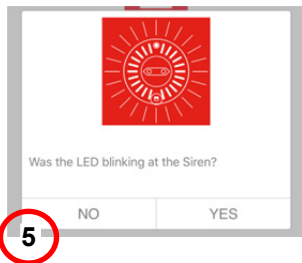 Was the LED blinking at the Siren?
NO YES
5